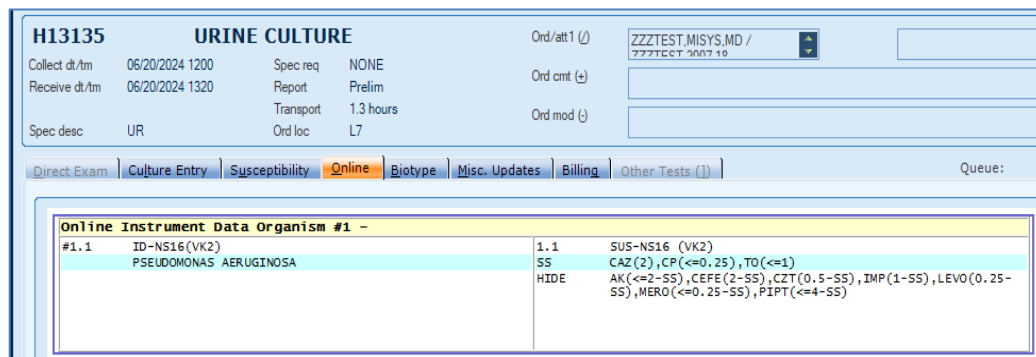 H13135 URINE CULTURE
Ord/att1 (/) ZZZTEST,MISYS,MD /
Collect dt/tm 06/20/2024 1200 Spec req NONE
Receive dt/tm 06/20/2024 1320 Report Prelim
Ord cmt (+)
Transport 1.3 hours
Ord mod (-)
Spec desc UR Ord loc L7
Direct Exam Culture Entry Susceptibility Online Biotype Misc. Updates Billing Other Tests (]) Queue:
Online Instrument Data Organism #1 –
#1.1 ID-NS16(VK2) 1.1 SUS-NS16 (VK2)
PSEUDOMONAS AERUGINOSA SS CAZ(2),CP(<=0.25),TO(<=1)
HIDE AK(<=2-SS),CEFE(2-SS),CZT(0.5-SS),IMP(1-SS),LEVO(0.25-
SS),MERO(<=0.25-SS),PIPT(<=4-SS)